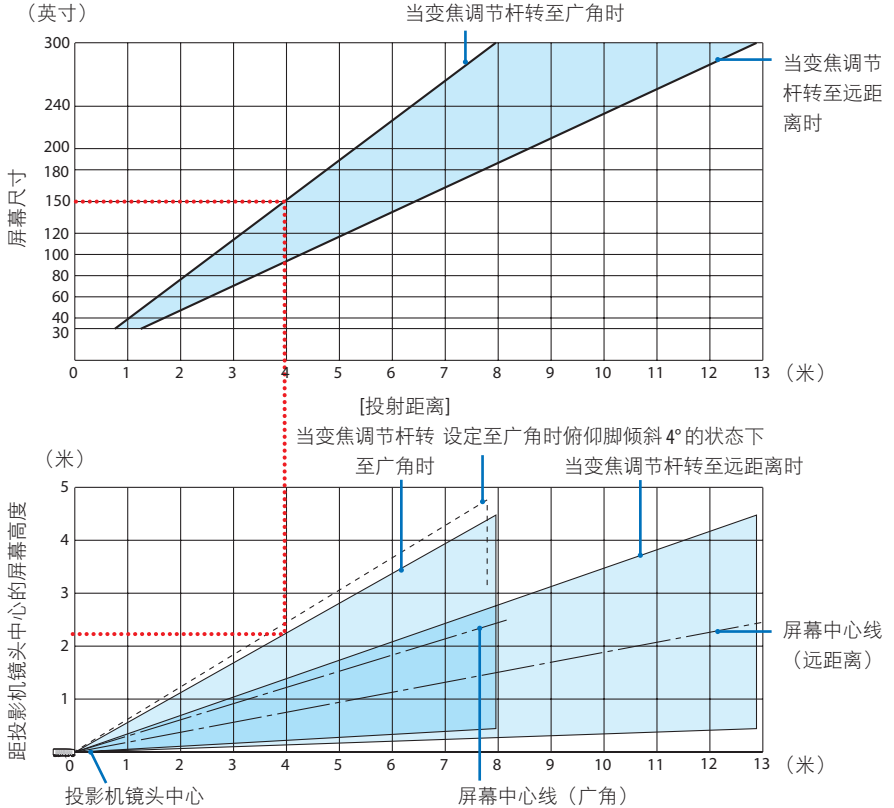 （英寸）
当变焦调节杆转至广角时
300
240
200
180
150
120
100
80
60
40
30
屏幕尺寸
当变焦调节
杆转至远距
离时
0 1 2 3 4 5 6 7 8 9 10 11 12 13 （米）
[投射距离]
当变焦调节杆转
至广角时
设定至广角时俯仰脚倾斜 4° 的状态下
当变焦调节杆转至远距离时
（米）
5
4
3
2
1
0
距投影机镜头中心的屏幕高度
屏幕中心线
（远距离）
0 1 2 3 4 5 6 7 8 9 10 11 12 13 （米）
投影机镜头中心
屏幕中心线（广角）